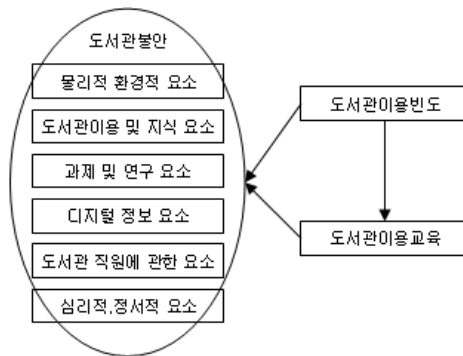 도서관불안
물리적 환경적 요소
도서관이용 및 지식 요소
과제 및 연구 요소
디지털 정보 요소
도서관 직원에 관한 요소
심리적,정서적 요소
도서관이용빈도
도서관이용교육